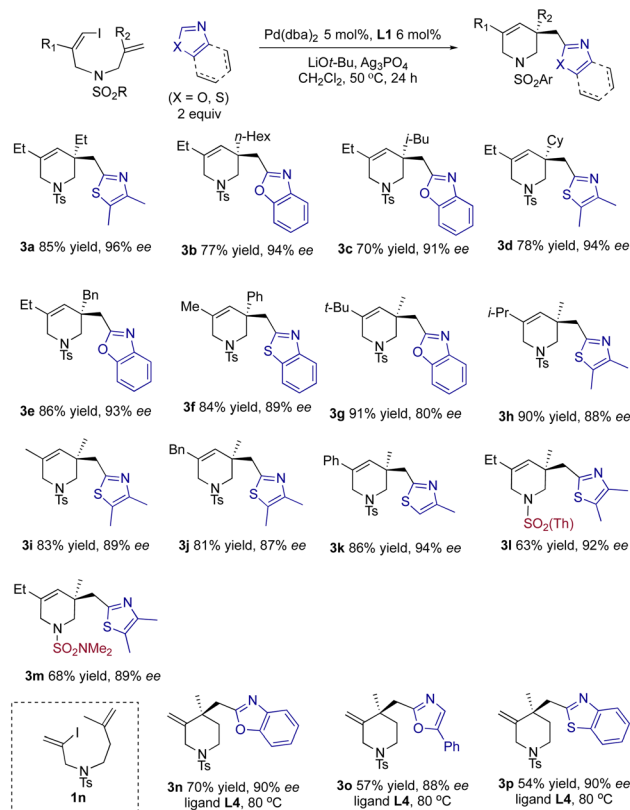 R1 I R2
N
SO2R
N
X
(X = O, S)
2 equiv
Pd(dba)2 5 mol%, L1 6 mol%
LiOt-Bu, Ag3PO4
CH2Cl2, 50 oC, 24 h
R1 R2
N N
X
SO2Ar
Et Et N
N S
Ts
3a 85% yield, 96% ee
Et n-Hex N
N O
Ts
3b 77% yield, 94% ee
Et i-Bu N
N O
Ts
3c 70% yield, 91% ee
Et Cy N
N S
Ts
3d 78% yield, 94% ee
Et Bn N
N O
Ts
3e 86% yield, 93% ee
Me Ph N
N S
Ts
3f 84% yield, 89% ee
t-Bu N
N O
Ts
3g 91% yield, 80% ee
i-Pr N
N S
Ts
3h 90% yield, 88% ee
N
N S
Ts
3i 83% yield, 89% ee
Bn N
N S
Ts
3j 81% yield, 87% ee
Ph N
N S
Ts
3k 86% yield, 94% ee
Et N
N S
SO2(Th)
3l 63% yield, 92% ee
Et N
N S
SO2NMe2
3m 68% yield, 89% ee
I
N
Ts
1n
N
O
N
Ts
3n 70% yield, 90% ee
ligand L4, 80 oC
N
O
N Ph
Ts
3o 57% yield, 88% ee
ligand L4, 80 oC
N
S
N
Ts
3p 54% yield, 90% ee
ligand L4, 80 oC